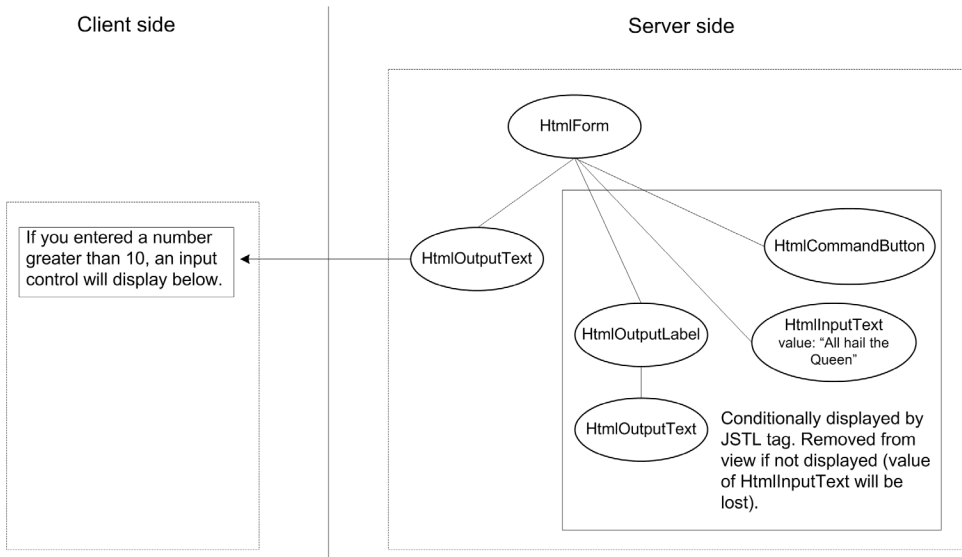 Client side
Server side
HtmlForm
If you entered a number
greater than 10, an input
control will display below.
HtmlOutputText
HtmlCommandButton
HtmlOutputLabel
HtmlInputText
value: “All hail the
Queen”
HtmlOutputText
Conditionally displayed by
JSTL tag. Removed from
view if not displayed (value
of HtmlInputText will be
lost).